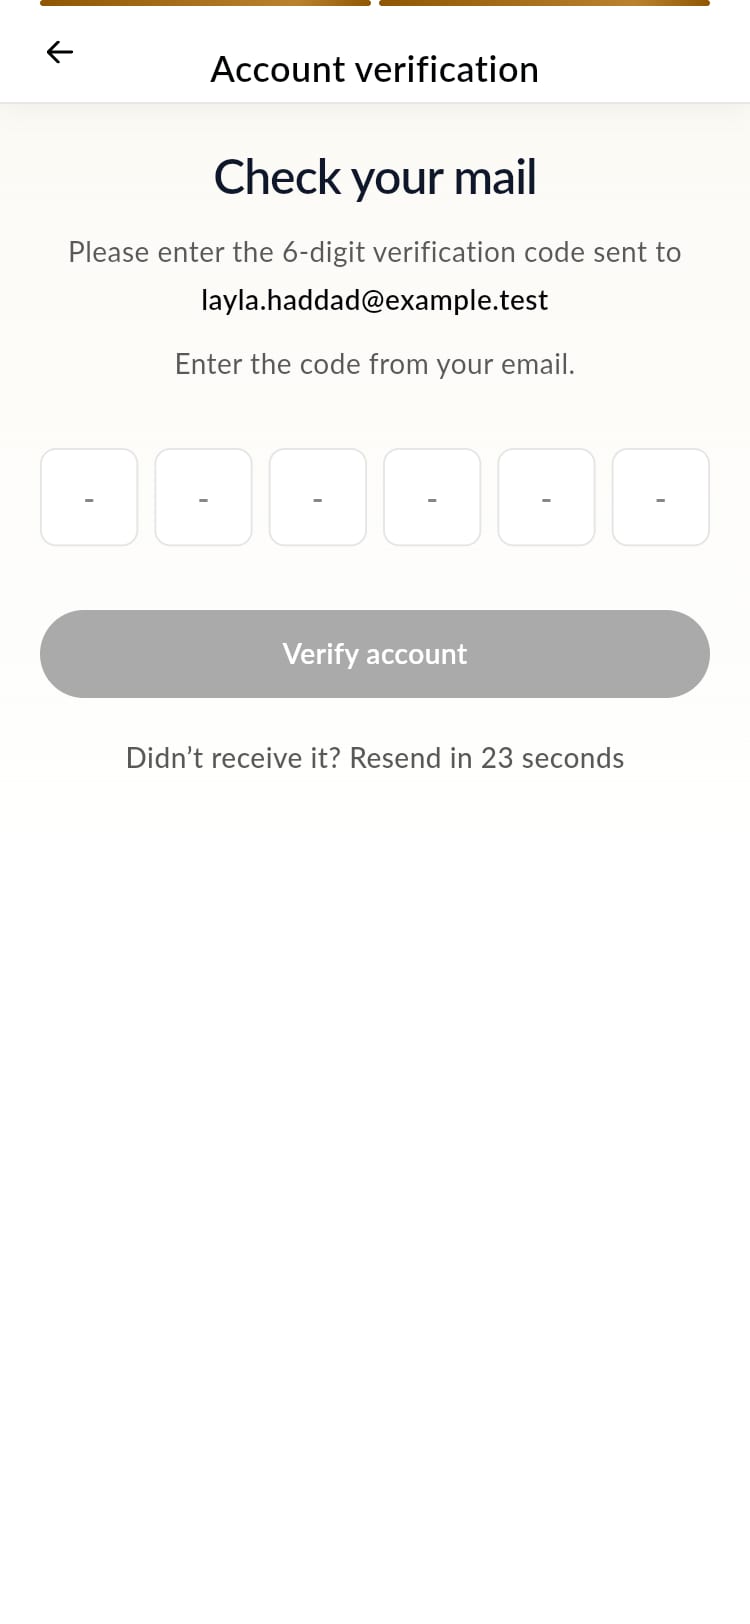 Account verification
Check your mail
Please enter the 6-digit verification code sent to
layla.haddad@example.test
Enter the code from your email.
- - - - - -
Verify account
Didn’t receive it? Resend in 23 seconds